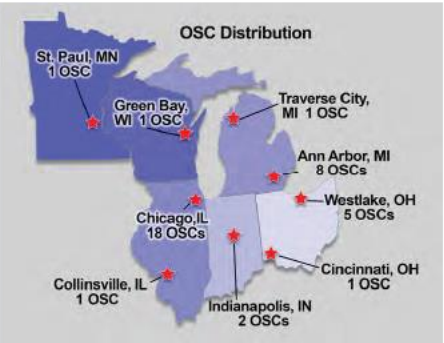 OSC Distribution
St. Paul, MN
1 OSC
Green Bay,
WI 1 OSC
Traverse City,
MI 1 OSC
Ann Arbor, MI
8 OSCs
Westlake, OH
5 OSCs
Chicago,IL
18 OSCs
Cincinnati, OH
1 OSC
Collinsville, IL
1 OSC
Indianapolis, IN
2 OSCs